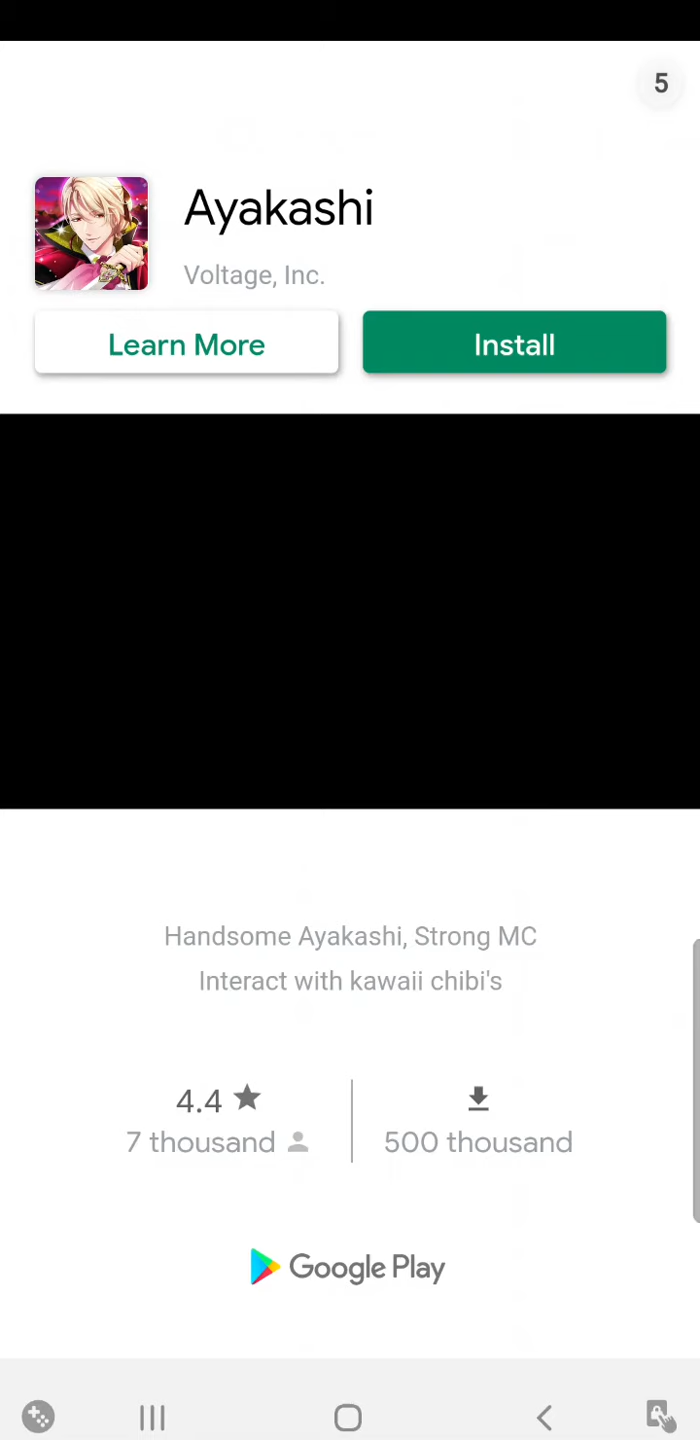 5
Ayakashi
Voltage, Inc.
Learn More
Install
Handsome Ayakashi, Strong MC
Interact with kawaii chibi's
4.4
7 thousand
500 thousand
Google Play